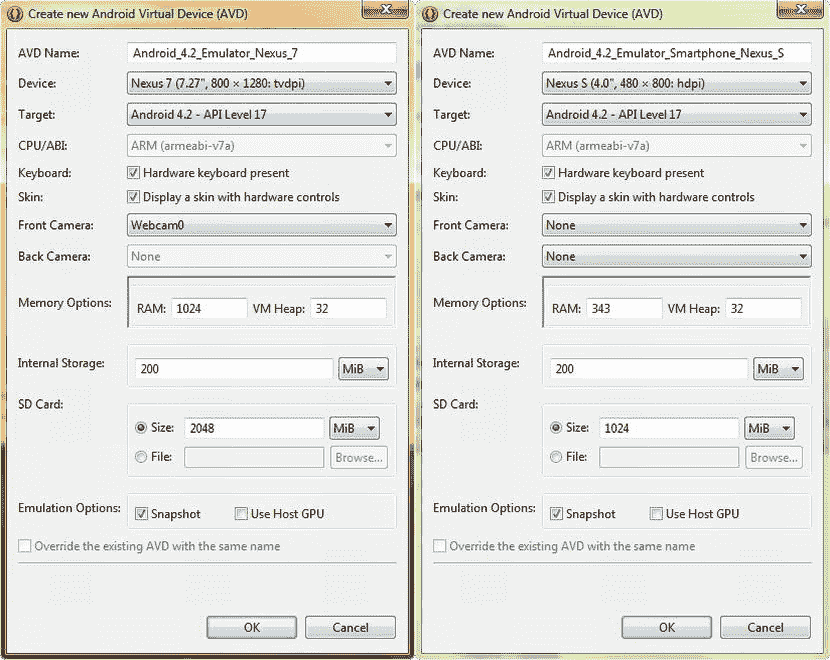 Create new Android Virtual Device (AVD)
AVD Name: Android_4.2_Emulator_Nexus_7
Device: Nexus 7 (7.27", 800 × 1280: tvdpi)
Target: Android 4.2 - API Level 17
CPU/ABI: ARM (armeabi-v7a)
Keyboard: Hardware keyboard present
Skin: Display a skin with hardware controls
Front Camera: Webcam0
Back Camera: None
Memory Options: RAM: 1024 VM Heap: 32
Internal Storage: 200 MiB
SD Card:
Size: 2048 MiB
File: Browse...
Emulation Options: Snapshot Use Host GPU
Override the existing AVD with the same name
OK Cancel
Create new Android Virtual Device (AVD)
AVD Name: Android_4.2_Emulator_Smartphone_Nexus_S
Device: Nexus S (4.0", 480 × 800: hdpi)
Target: Android 4.2 - API Level 17
CPU/ABI: ARM (armeabi-v7a)
Keyboard: Hardware keyboard present
Skin: Display a skin with hardware controls
Front Camera: None
Back Camera: None
Memory Options: RAM: 343 VM Heap: 32
Internal Storage: 200 MiB
SD Card:
Size: 1024 MiB
File: Browse...
Emulation Options: Snapshot Use Host GPU
Override the existing AVD with the same name
OK Cancel